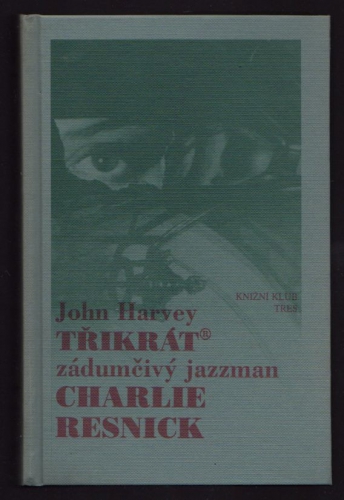 KNIŽNÍ KLUB
TRES
John Harvey
TŘIKRÁT®
zádumčivý jazzman
CHARLIE
RESNICK